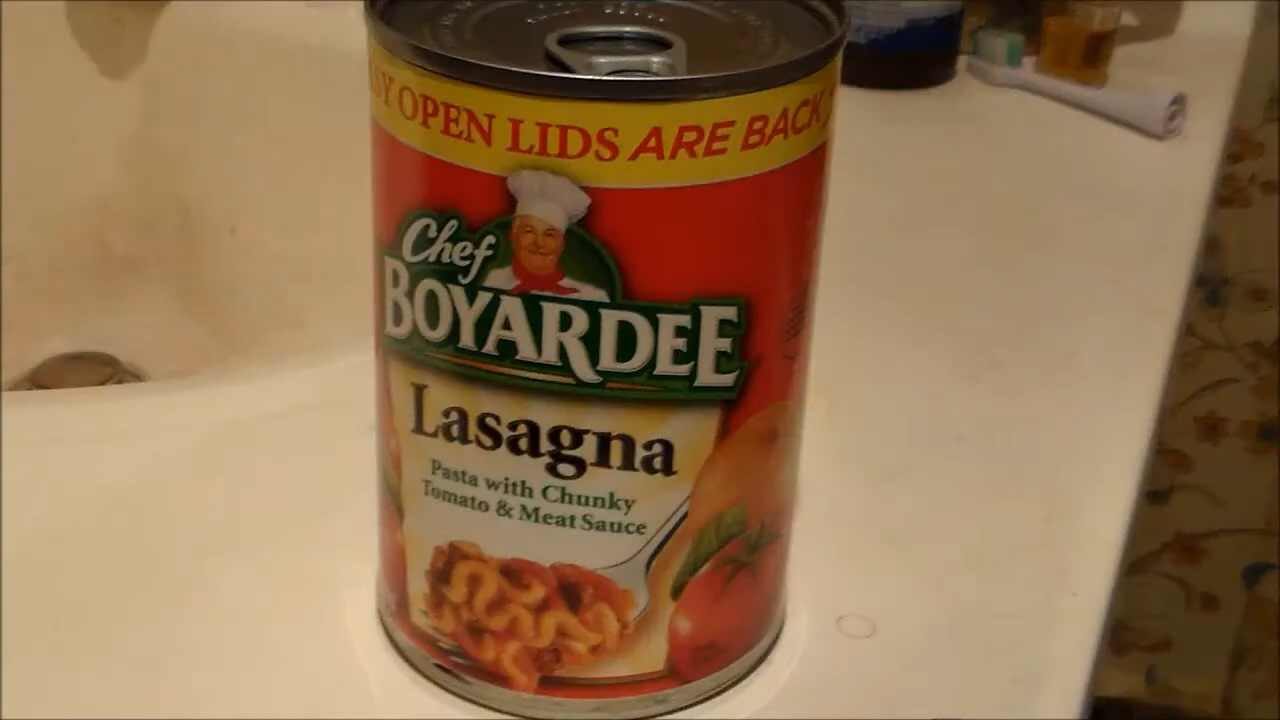 OPEN LIDS ARE BACK
Chef
BOYARDEE
Lasagna
Pasta with Chunky
Tomato & Meat Sauce